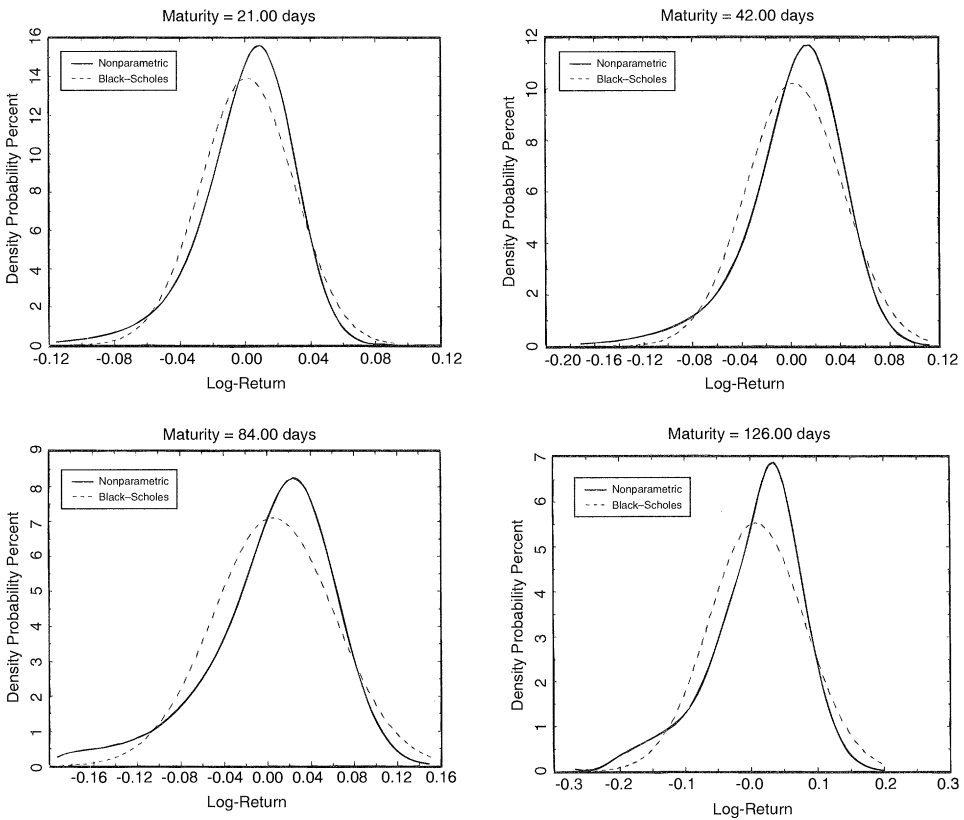 Maturity = 21.00 days
Density Probability Percent
16
14
12
10
8
6
4
2
0
Nonparametric
Black–Scholes
-0.12 -0.08 -0.04 0.00 0.04 0.08 0.12
Log-Return
Maturity = 42.00 days
Density Probability Percent
12
10
8
6
4
2
0
Nonparametric
Black–Scholes
-0.20 -0.16 -0.12 -0.08 -0.04 0.00 0.04 0.08 0.12
Log-Return
Maturity = 84.00 days
Density Probability Percent
9
8
7
6
5
4
3
2
1
0
Nonparametric
Black–Scholes
-0.16 -0.12 -0.08 -0.04 0.00 0.04 0.08 0.12 0.16
Log-Return
Maturity = 126.00 days
Density Probability Percent
7
6
5
4
3
2
1
0
Nonparametric
Black–Scholes
-0.3 -0.2 -0.1 -0.0 0.1 0.2 0.3
Log-Return